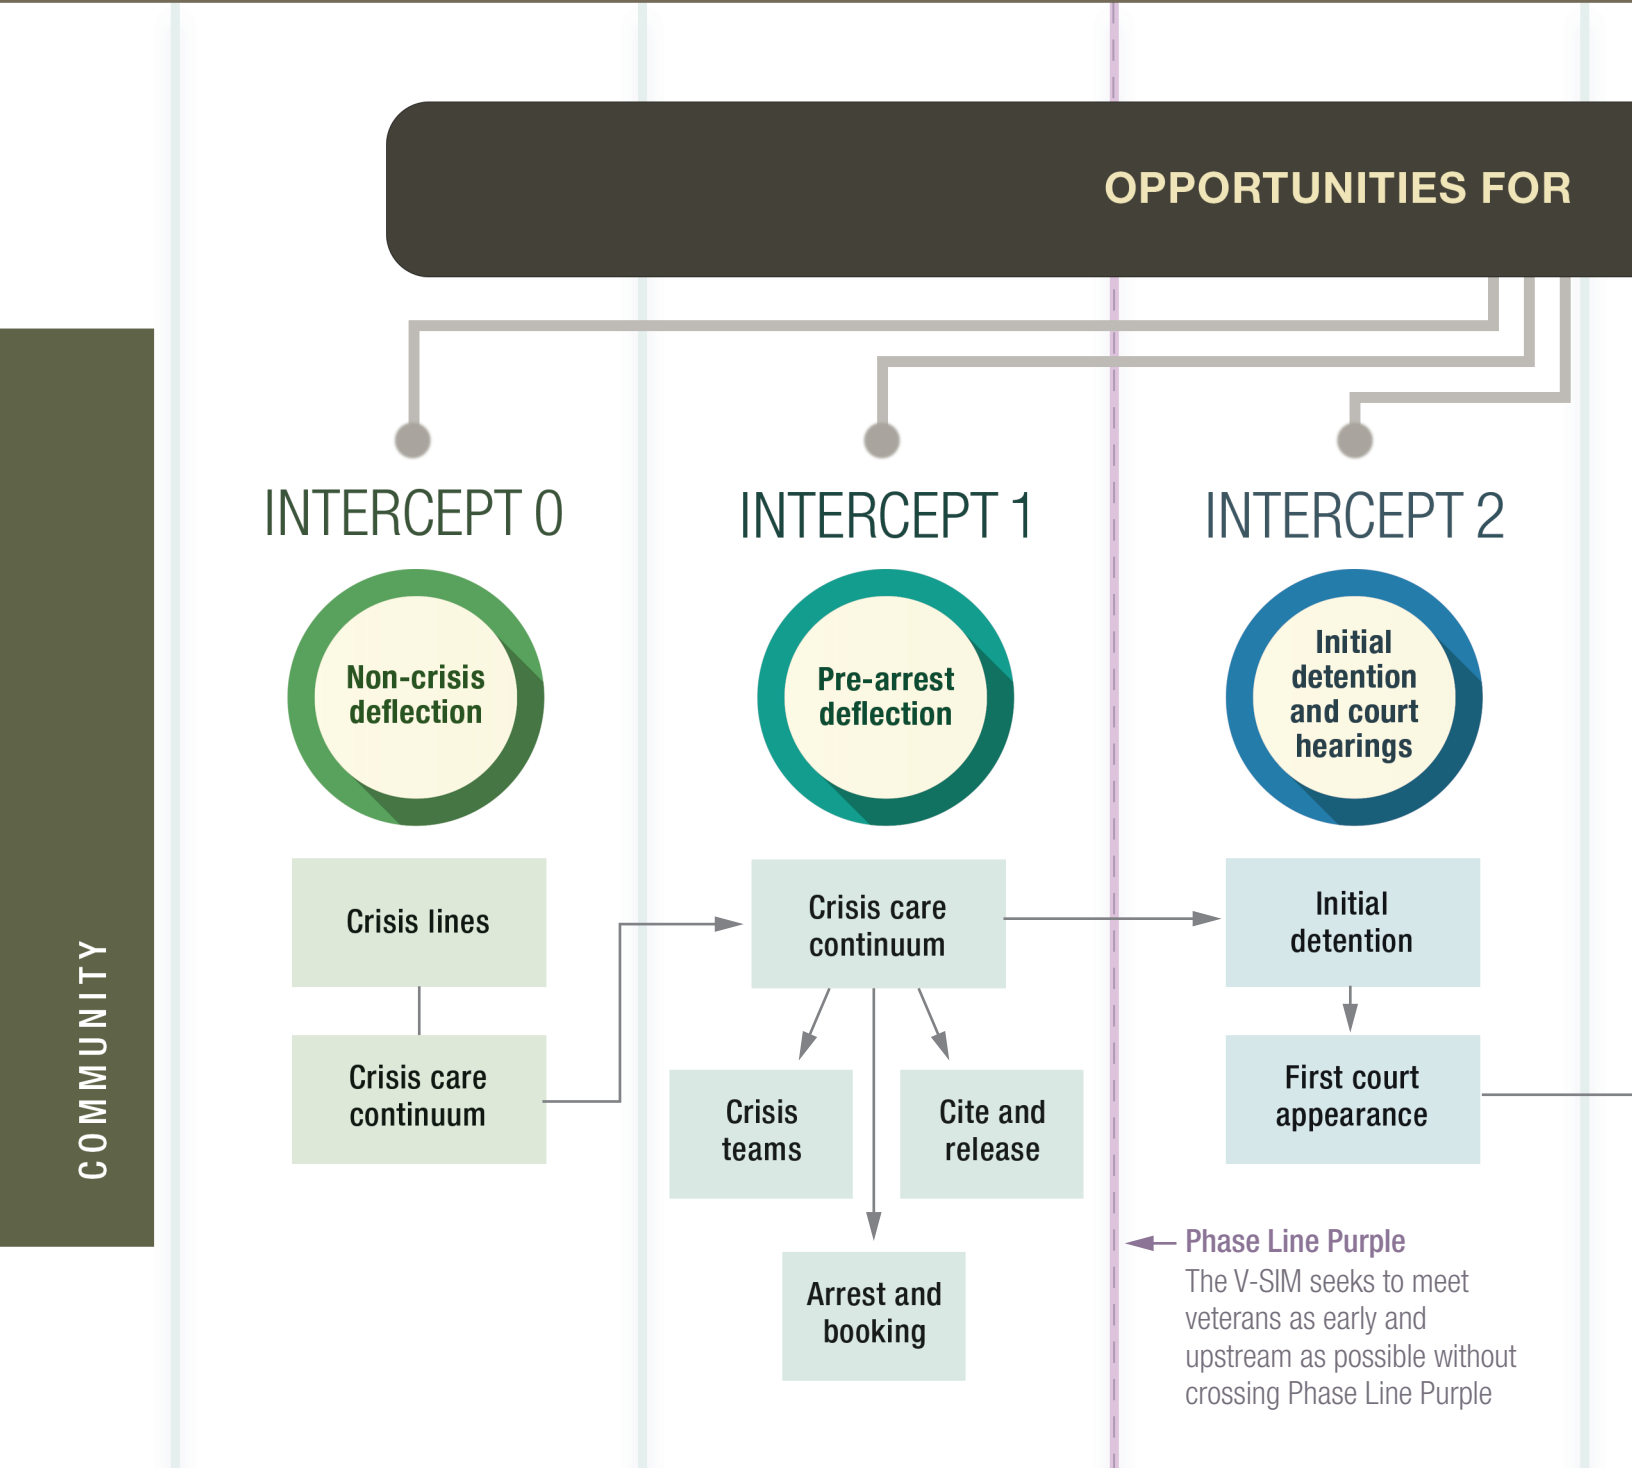 OPPORTUNITIES FOR
COMMUNITY
INTERCEPT 0
Non-crisis
deflection
Crisis lines
Crisis care
continuum
INTERCEPT 1
Pre-arrest
deflection
Crisis care
continuum
Crisis
teams
Cite and
release
Arrest and
booking
INTERCEPT 2
Initial
detention
and court
hearings
Initial
detention
First court
appearance
Phase Line Purple
The V-SIM seeks to meet
veterans as early and
upstream as possible without
crossing Phase Line Purple